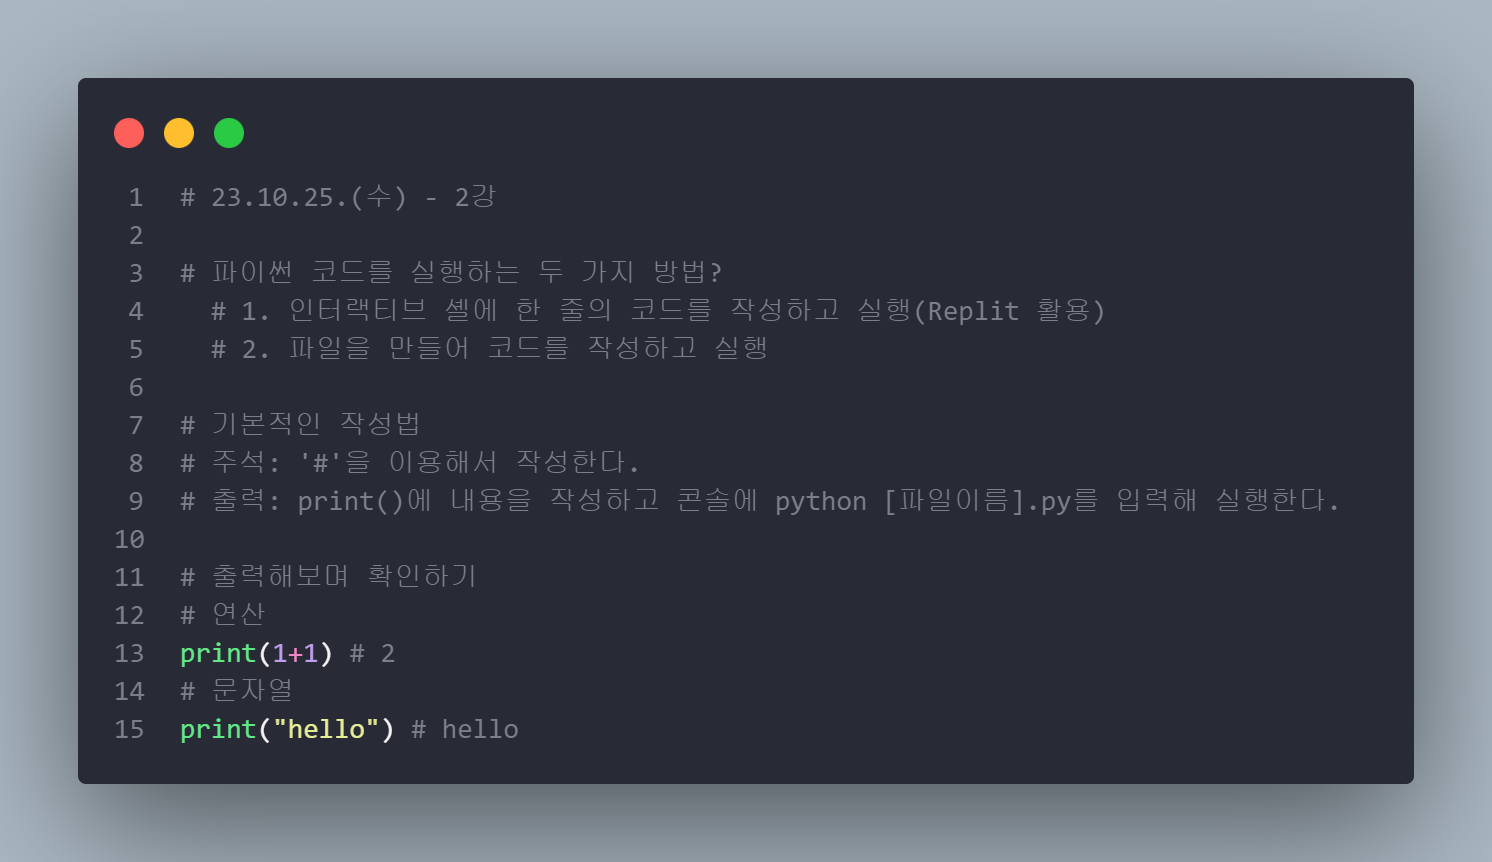 1 # 23.10.25.(수) - 2강
2
3 # 파이썬 코드를 실행하는 두 가지 방법?
4   # 1. 인터랙티브 셸에 한 줄의 코드를 작성하고 실행(Replit 활용)
5   # 2. 파일을 만들어 코드를 작성하고 실행
6
7 # 기본적인 작성법
8 # 주석: '#'을 이용해서 작성한다.
9 # 출력: print()에 내용을 작성하고 콘솔에 python [파일이름].py를 입력해 실행한다.
10
11 # 출력해보며 확인하기
12 # 연산
13 print(1+1) # 2
14 # 문자열
15 print("hello") # hello